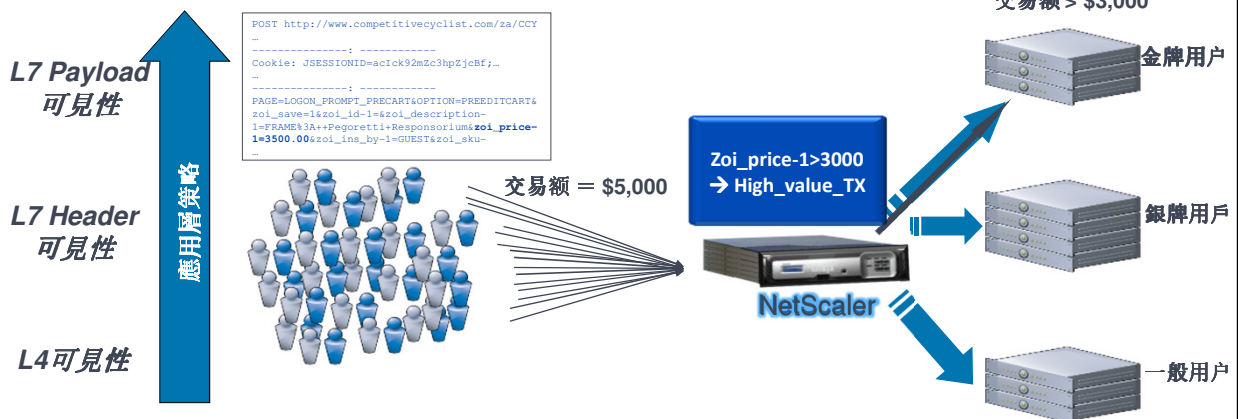 交易额 > $3,000
L7 Payload
可見性
L7 Header
可見性
L4可見性
應用層策略
POST http://www.competitivecyclist.com/za/CCY
…
---------------: ------------
Cookie: JSESSIONID=acIck92mZc3hpZjcBf;…
…
---------------: ------------
PAGE=LOGON_PROMPT_PRECART&OPTION=PREEDITCART&
zoi_save=1&zoi_id-1=&zoi_description-
1=FRAME%3A++Pegoretti+Responsorium&zoi_price-
1=3500.00&zoi_ins_by-1=GUEST&zoi_sku-
…
交易额 = $5,000
Zoi_price-1>3000
→ High_value_TX
NetScaler
金牌用户
銀牌用戶
一般用户